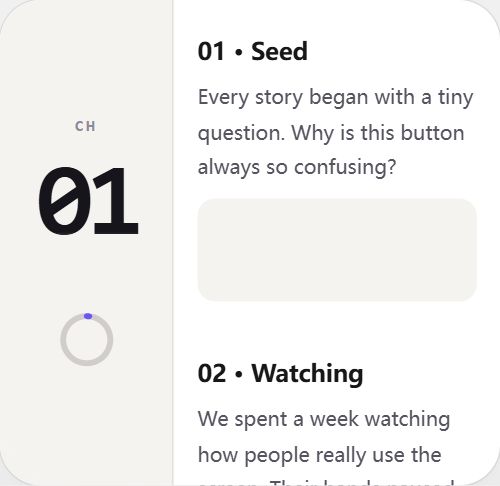 CH
01
01 • Seed
Every story began with a tiny
question. Why is this button
always so confusing?
02 • Watching
We spent a week watching
how people really use the